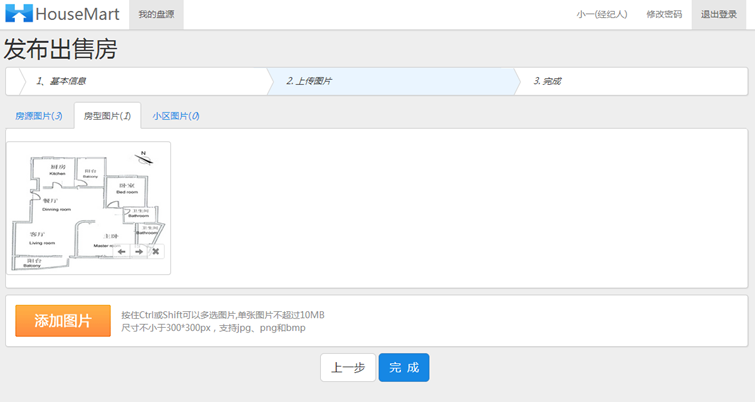 HouseMart 我的盘源 小一(经纪人) 修改密码 退出登录
发布出售房
1、基本信息 2. 上传图片 3. 完成
房源图片(3) 房型图片(1) 小区图片(0)
N
厨房 阳台
Kitchen Balcony
卧室
Bed room
餐厅
Dinning room
卫生间
Bathroom
卫生间
Bathroom
客厅 主卧
Living room Master room
阳台
Balcony
添加图片
按住Ctrl或Shift可以多选图片,单张图片不超过10MB
尺寸不小于300*300px，支持jpg、png和bmp
上一步 完 成